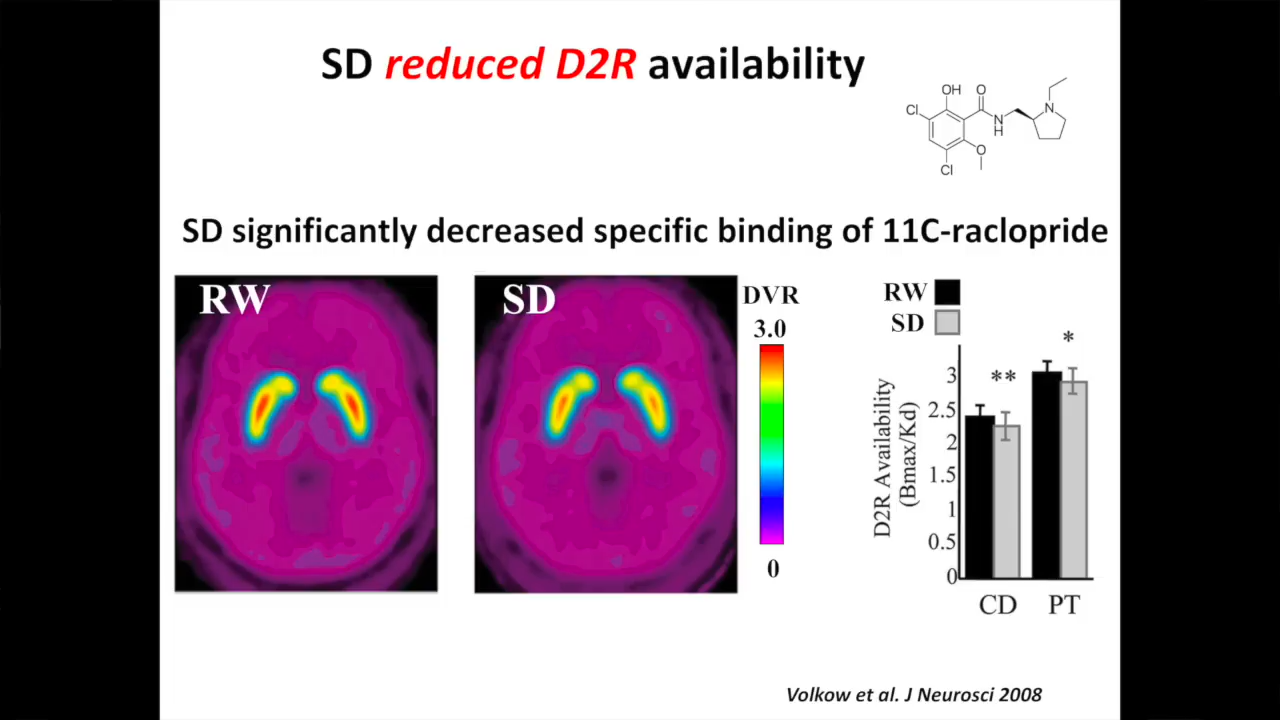 SD reduced D2R availability
OH
O
Cl
N
N
H
O
Cl
SD significantly decreased specific binding of 11C-raclopride
RW
SD
DVR
3.0
0
RW
SD
D2R Availability
(Bmax/Kd)
3
2.5
2
1.5
1
0.5
0
**
*
CD
PT
Volkow et al. J Neurosci 2008